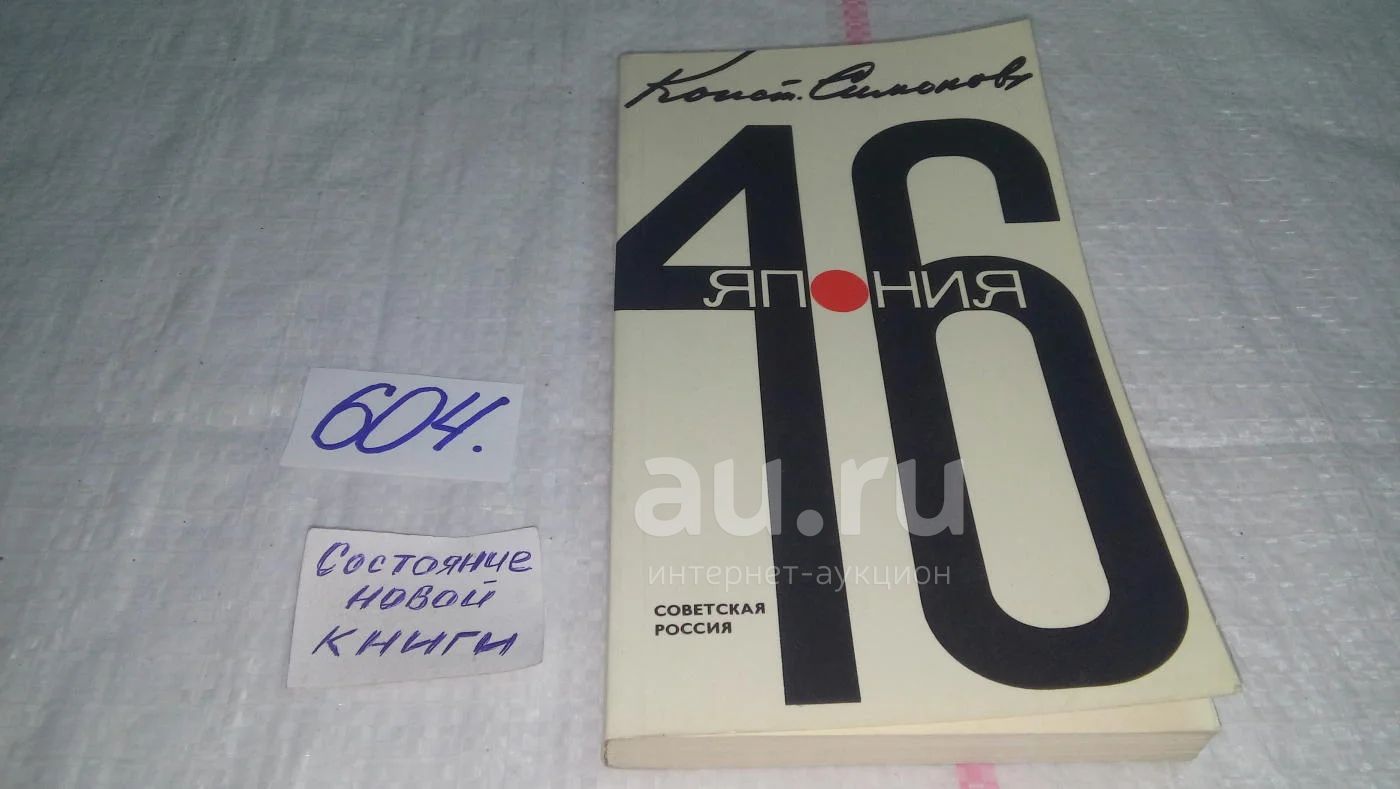 Конст. Симонов
46
ЯПОНИЯ
СОВЕТСКАЯ
РОССИЯ
604.
Состояние
новой
книги
au.ru
интернет-аукцион